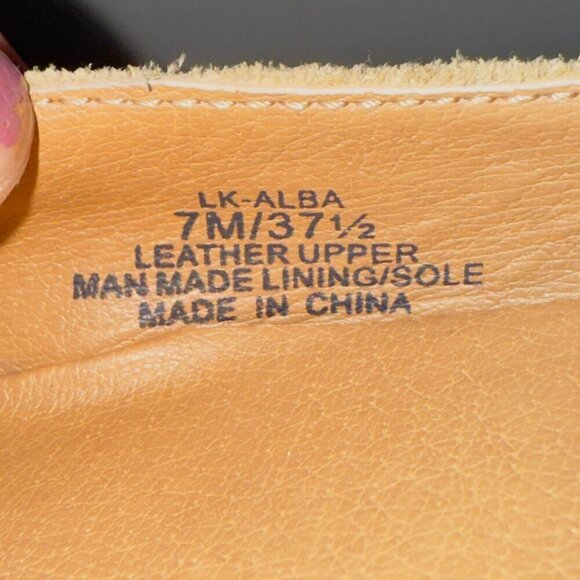 LK-ALBA
7M/37½
LEATHER UPPER
MAN MADE LINING/SOLE
MADE IN CHINA